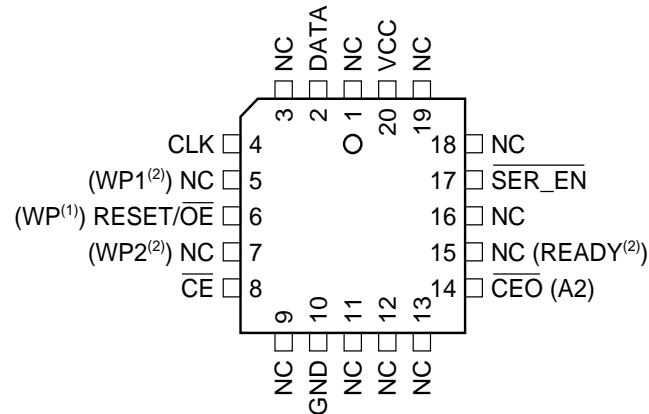 NC DATA NC VCC NC
3 2 1 20 19
CLK 4 18 NC
(WP1(2)) NC 5 17 SER_EN
(WP(1)) RESET/OE 6 16 NC
(WP2(2)) NC 7 15 NC (READY(2))
CE 8 14 CEO (A2)
9 10 11 12 13
NC GND NC NC NC